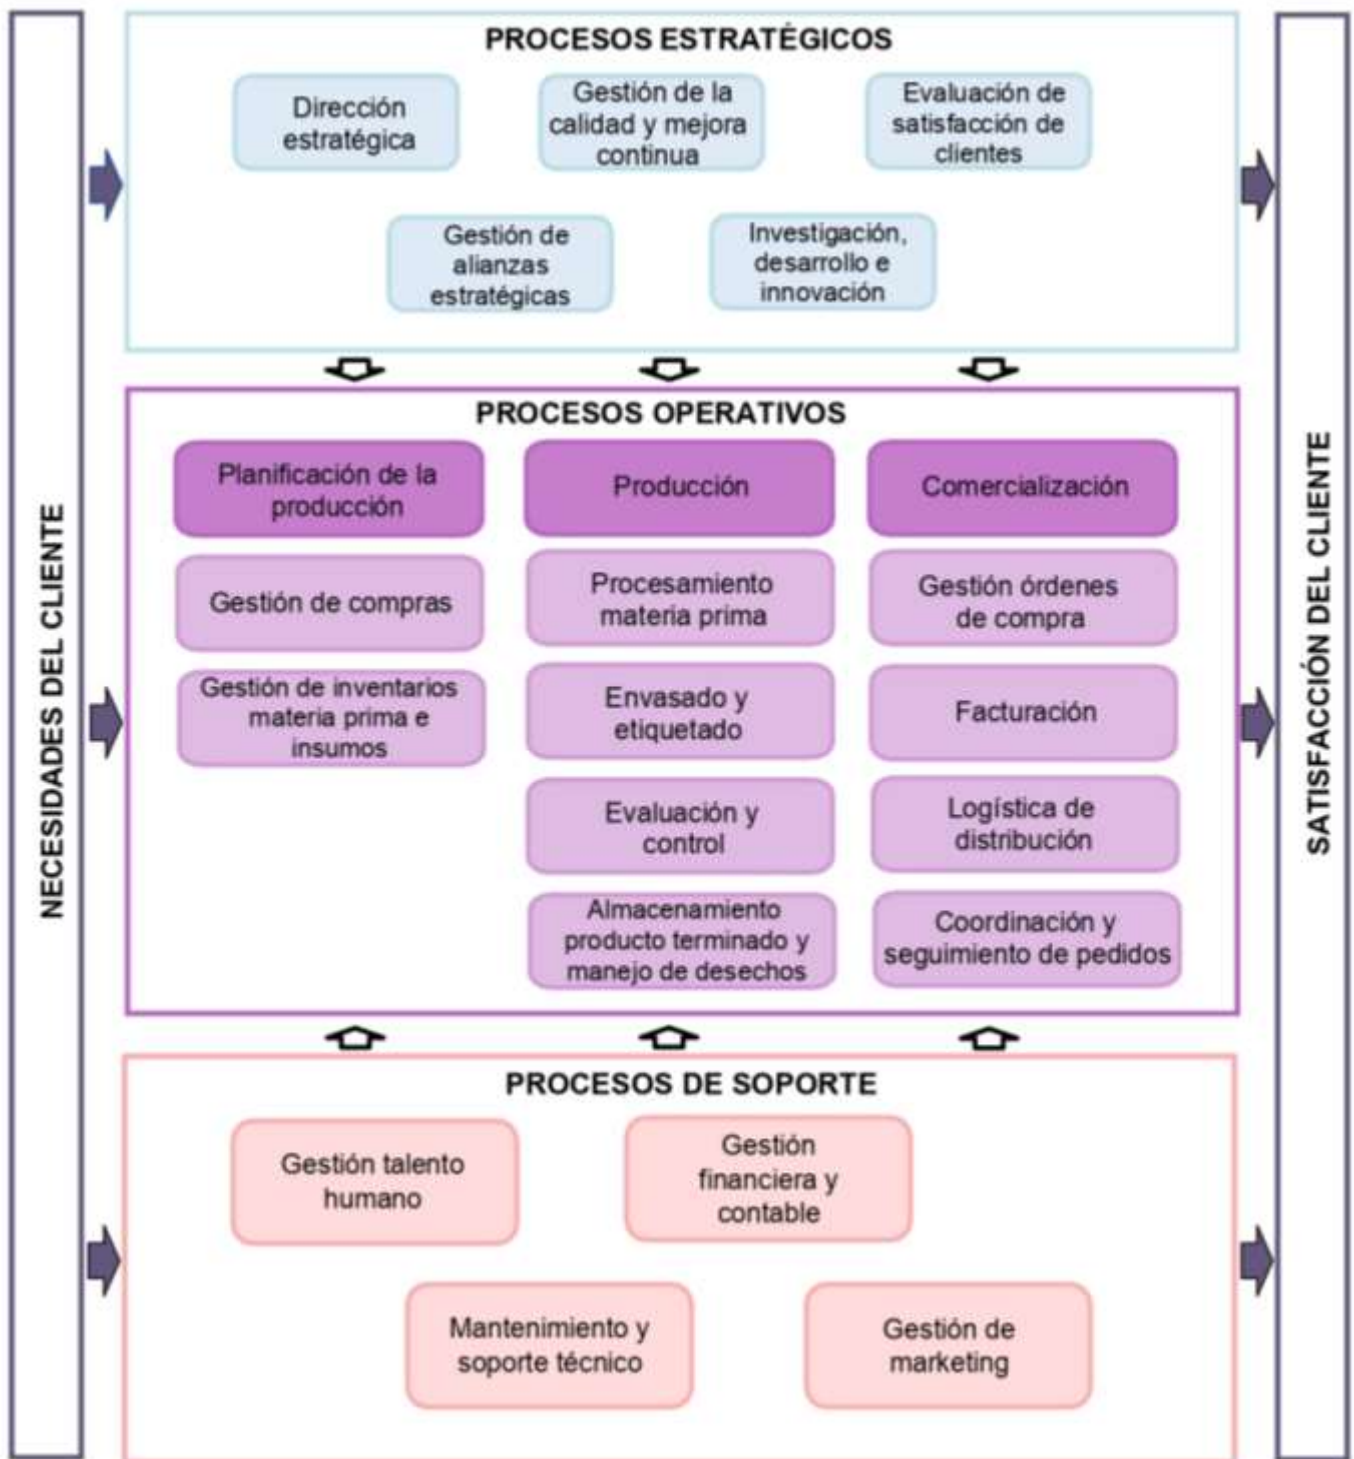 PROCESOS ESTRATÉGICOS
Dirección
estratégica
Gestión de la
calidad y mejora
continua
Evaluación de
satisfacción de
clientes
Gestión de
alianzas
estratégicas
Investigación,
desarrollo e
innovación
NECESIDADES DEL CLIENTE
PROCESOS OPERATIVOS
Planificación de la
producción
Gestión de compras
Gestión de inventarios
materia prima e
insumos
Producción
Procesamiento
materia prima
Envasado y
etiquetado
Evaluación y
control
Almacenamiento
producto terminado y
manejo de desechos
Comercialización
Gestión órdenes
de compra
Facturación
Logística de
distribución
Coordinación y
seguimiento de pedidos
SATISFACCIÓN DEL CLIENTE
PROCESOS DE SOPORTE
Gestión talento
humano
Gestión
financiera y
contable
Mantenimiento y
soporte técnico
Gestión de
marketing